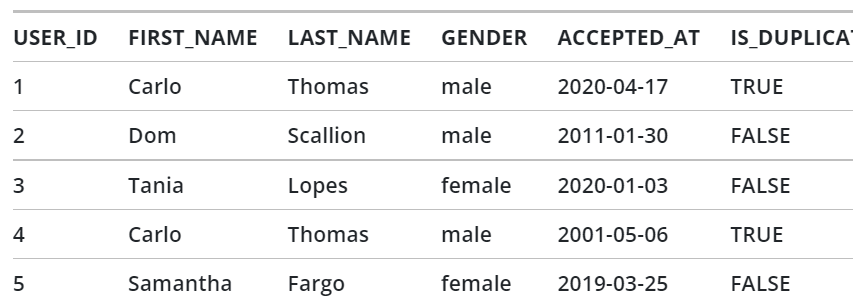 USER_ID FIRST_NAME LAST_NAME GENDER ACCEPTED_AT IS_DUPLICAT
1 Carlo Thomas male 2020-04-17 TRUE
2 Dom Scallion male 2011-01-30 FALSE
3 Tania Lopes female 2020-01-03 FALSE
4 Carlo Thomas male 2001-05-06 TRUE
5 Samantha Fargo female 2019-03-25 FALSE